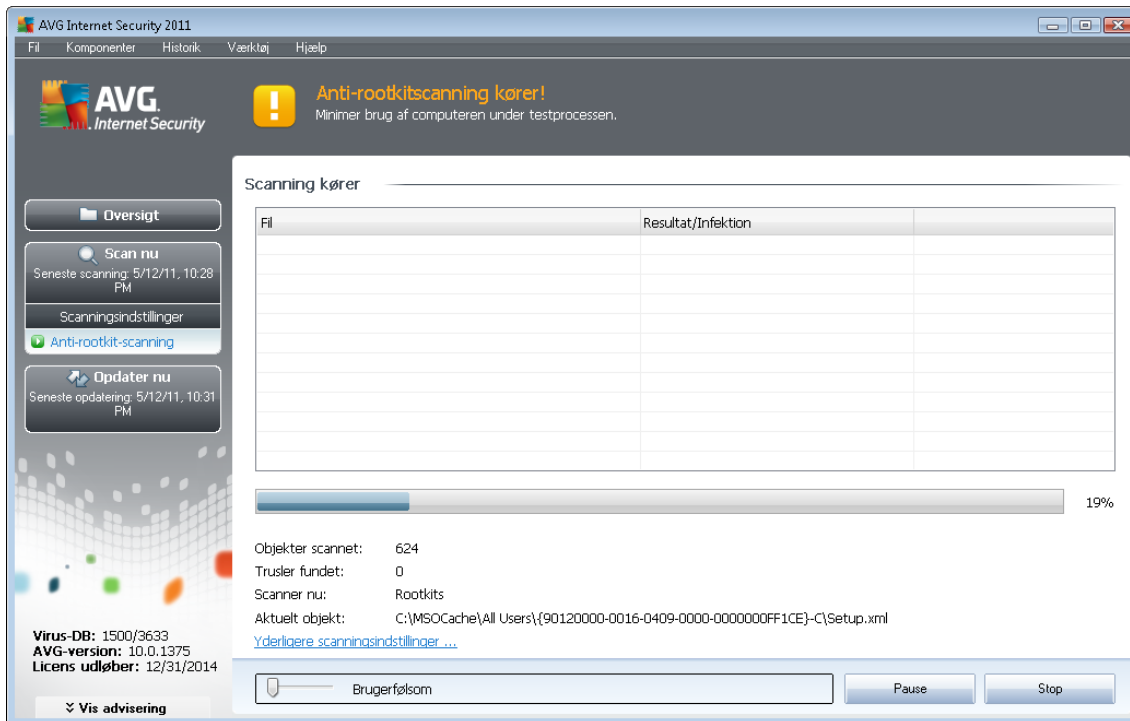 AVG Internet Security 2011
Fil Komponenter Historik Værktøj Hjælp
AVG.
Internet Security
Anti-rootkitscanning kører!
Minimer brug af computeren under testprocessen.
Oversigt
Scan nu
Seneste scanning: 5/12/11, 10:28
PM
Scanningsindstillinger
Anti-rootkit-scanning
Opdater nu
Seneste opdatering: 5/12/11, 10:31
PM
Virus-DB: 1500/3633
AVG-version: 10.0.1375
Licens udløber: 12/31/2014
Vis advisering
Scanning kører
Fil Resultat/Infektion
19%
Objekter scannet: 624
Trusler fundet: 0
Scanner nu: Rootkits
Aktuelt objekt: C:\MSOCache\All Users\{90120000-0016-0409-0000-0000000FF1CE}-C\Setup.xml
Yderligere scanningsindstillinger ...
Brugerfølsom
Pause
Stop